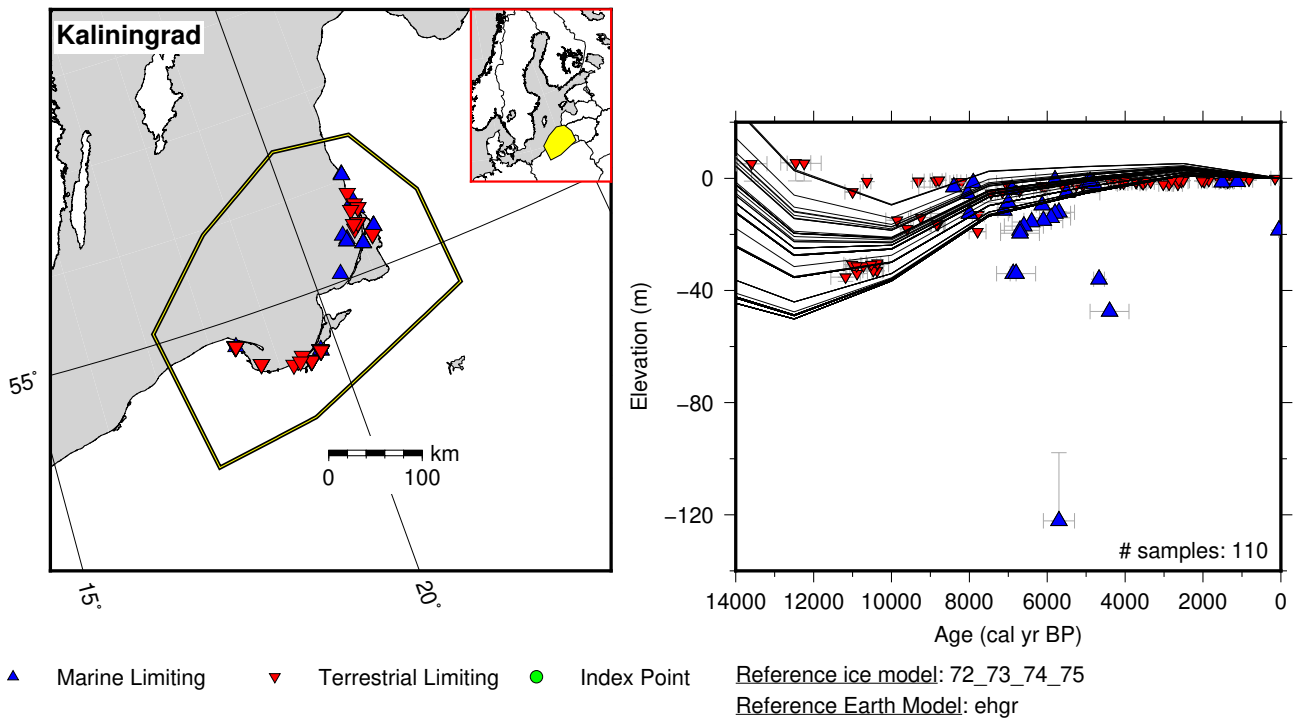 Kaliningrad
55°
15°
20°
km
0 100
0
−40
−80
−120
Elevation (m)
# samples: 110
14000 12000 10000 8000 6000 4000 2000 0
Age (cal yr BP)
Marine Limiting Terrestrial Limiting Index Point
Reference ice model: 72_73_74_75
Reference Earth Model: ehgr